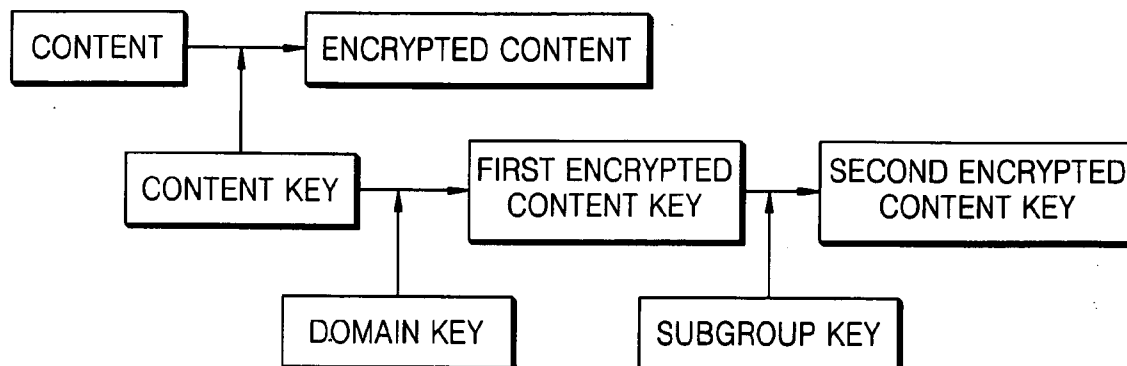 CONTENT
ENCRYPTED CONTENT
CONTENT KEY
FIRST ENCRYPTED
CONTENT KEY
SECOND ENCRYPTED
CONTENT KEY
DOMAIN KEY
SUBGROUP KEY